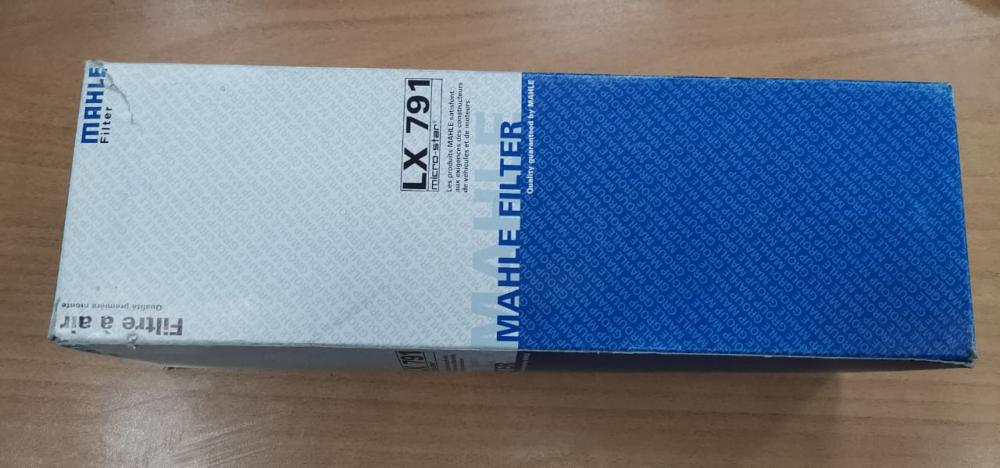 MAHLE
Filter
LX 791
micro-star
Les produits MAHLE satisfont
aux exigences des constructeurs
de véhicules et de moteurs.
MAHLE
MAHLE FILTER
Quality guaranteed by MAHLE
Filtre à air
Qualité première monte